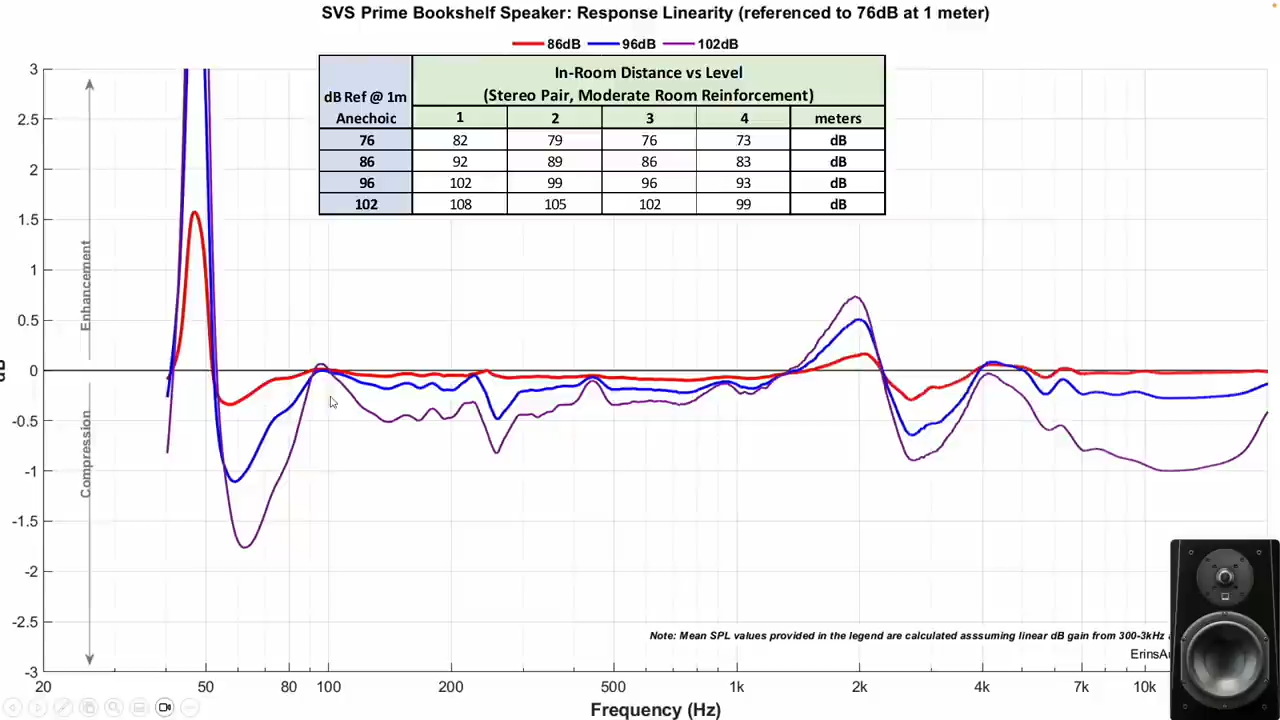 SVS Prime Bookshelf Speaker: Response Linearity (referenced to 76dB at 1 meter)
86dB 96dB 102dB
dB Ref @ 1m Anechoic
In-Room Distance vs Level
(Stereo Pair, Moderate Room Reinforcement)
1 2 3 4 meters
76 82 79 76 73 dB
86 92 89 86 83 dB
96 102 99 96 93 dB
102 108 105 102 99 dB
3
2.5
2
1.5
1
0.5
0
-0.5
-1
-1.5
-2
-2.5
-3
dB
Enhancement
Compression
Note: Mean SPL values provided in the legend are calculated asssuming linear dB gain from 300-3kHz
ErinsAu
20 50 80 100 200 500 1k 2k 4k 7k 10k
Frequency (Hz)